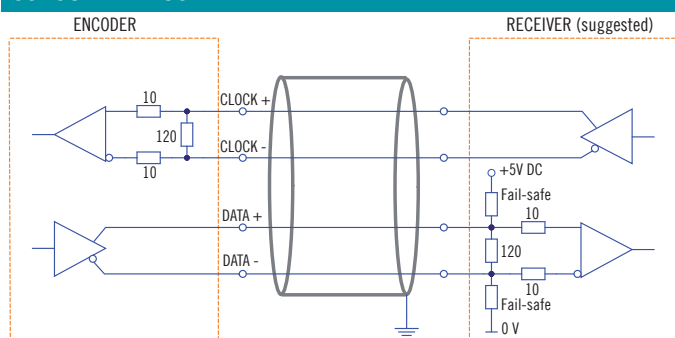 ENCODER
RECEIVER (suggested)
10
CLOCK +
120
CLOCK -
10
+5V DC
Fail-safe
10
DATA +
120
DATA -
10
Fail-safe
0 V